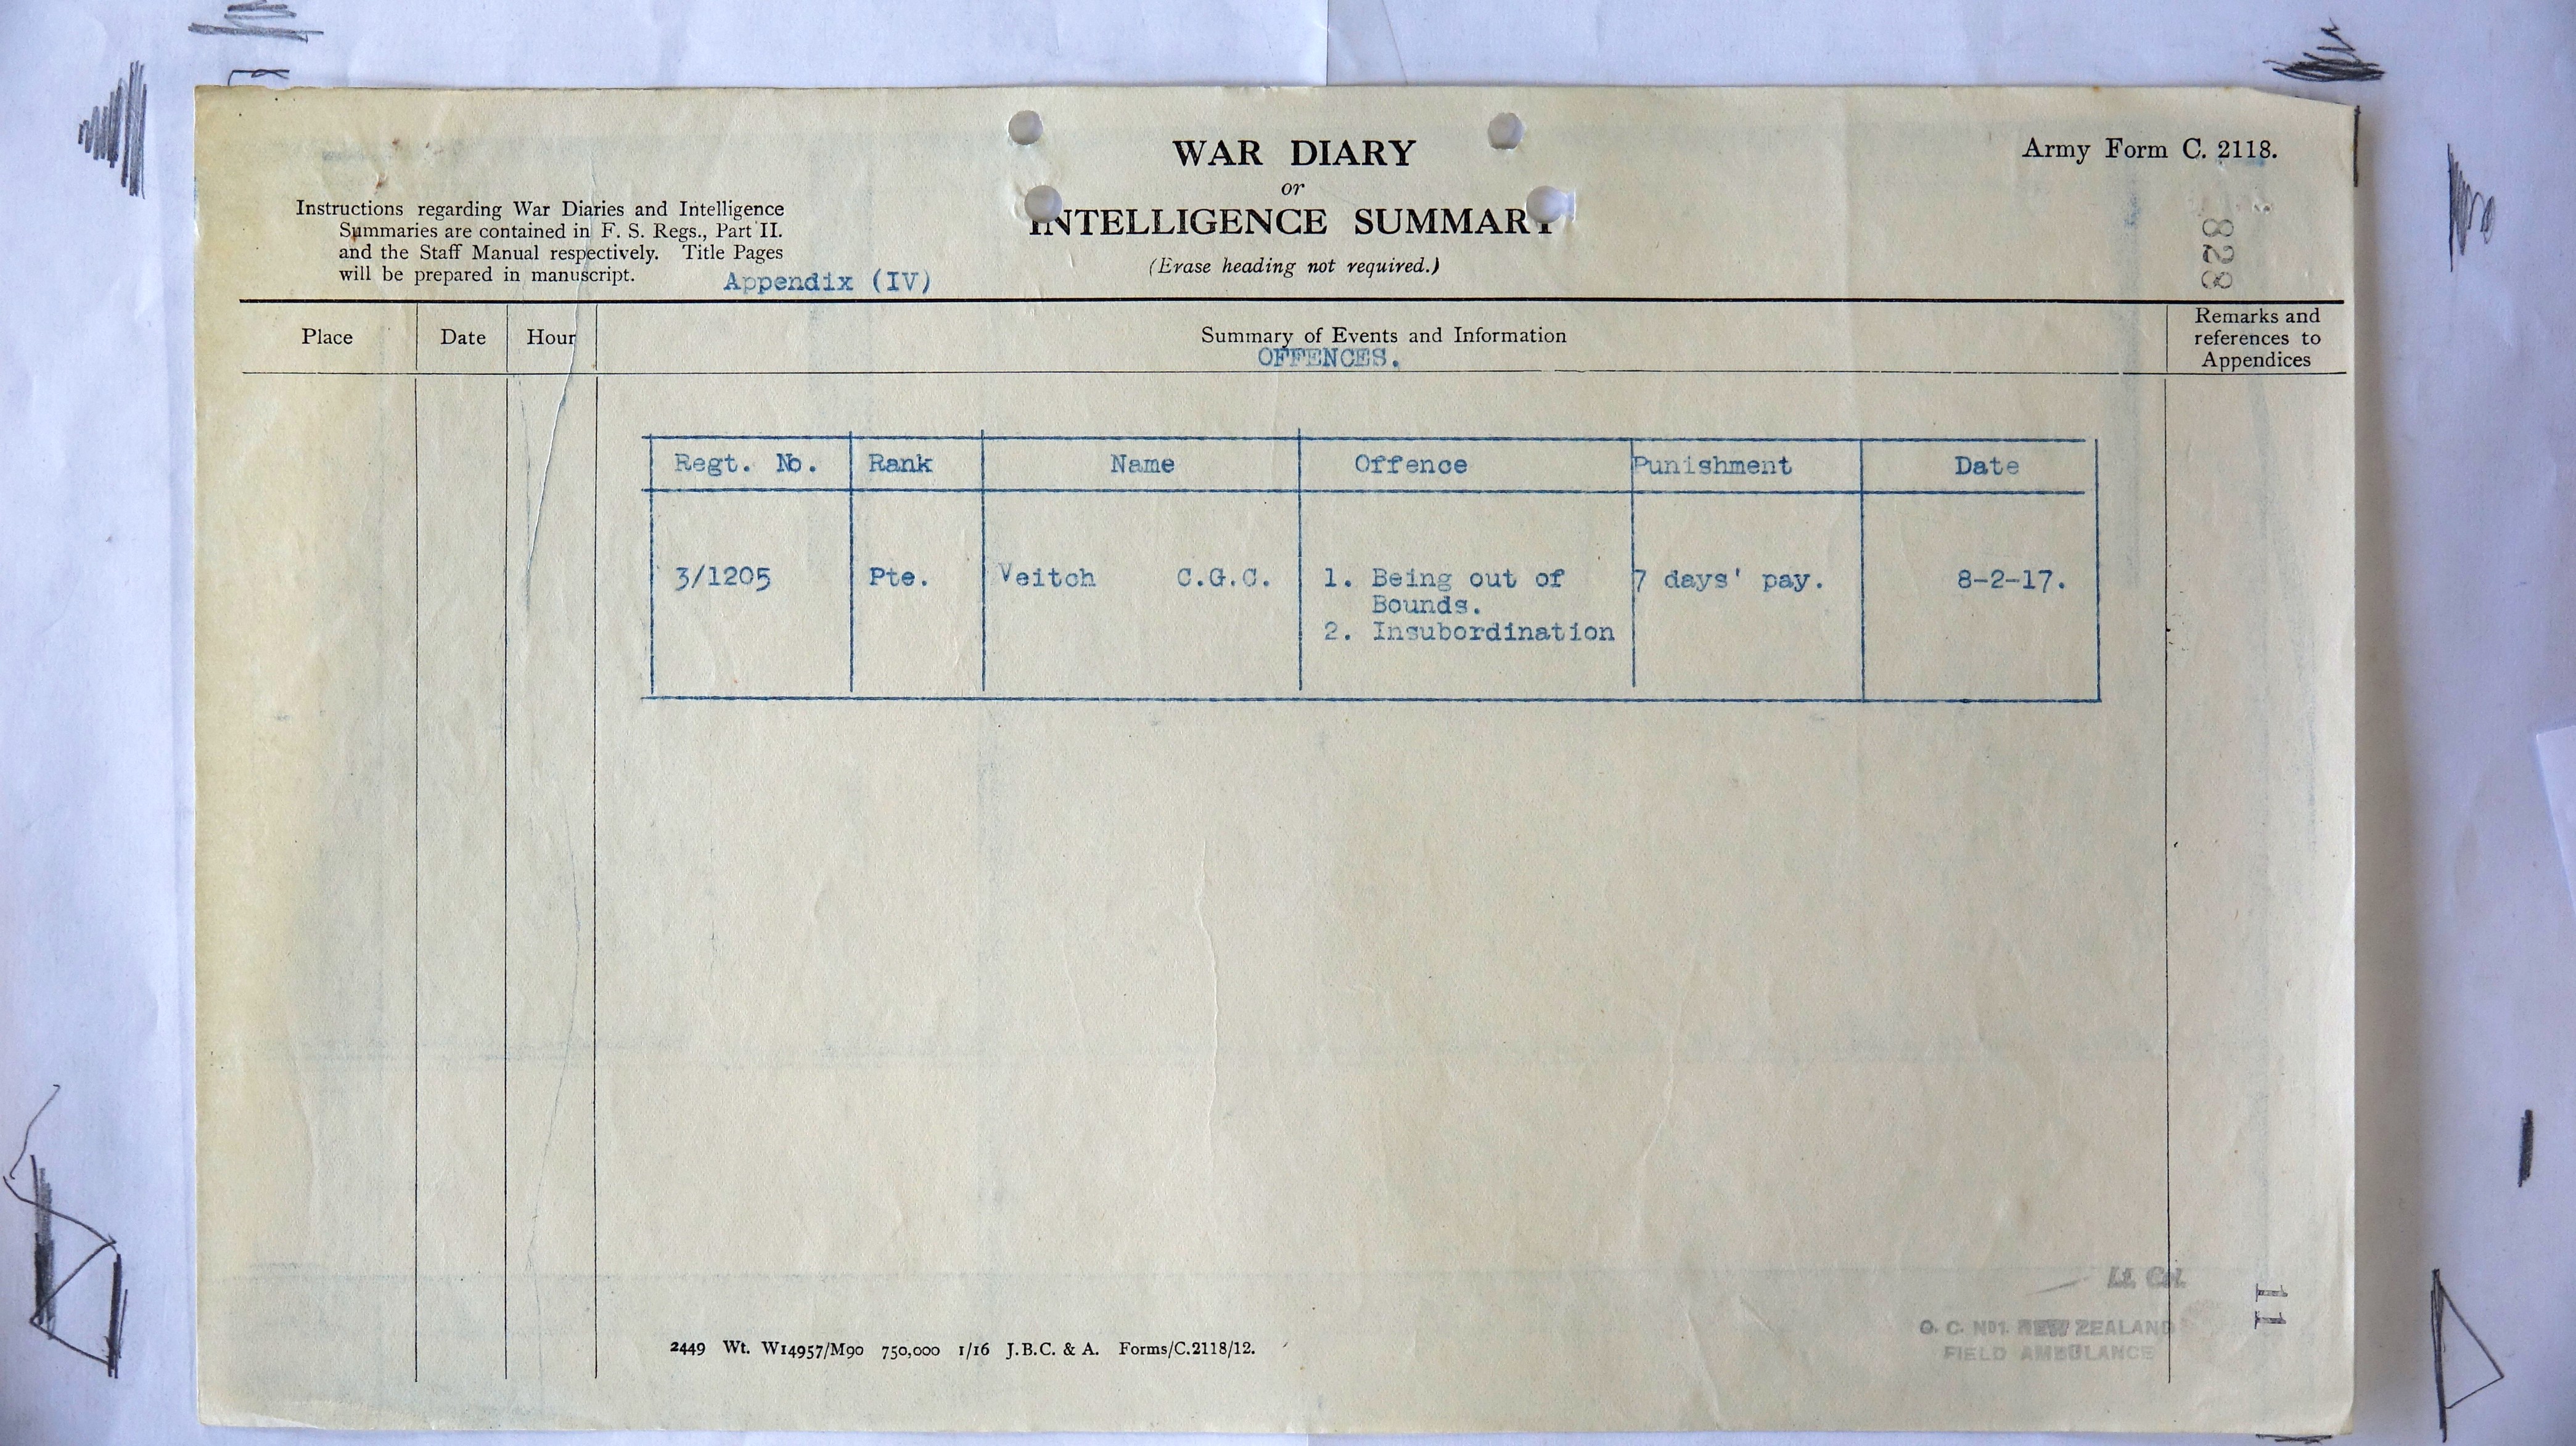 WAR DIARY
or
INTELLIGENCE SUMMARY
(Erase heading not required.)
Army Form C. 2118.
828
Instructions regarding War Diaries and Intelligence
Summaries are contained in F. S. Regs., Part II.
and the Staff Manual respectively. Title Pages
will be prepared in manuscript.
Appendix (IV)
Place Date Hour Summary of Events and Information Remarks and references to Appendices
OFFENCES.
Regt. No. Rank Name Offence Punishment Date
3/1205 Pte. Veitch C.G.C. 1. Being out of 7 days' pay. 8-2-17.
Bounds.
2. Insubordination
Lt. Col.
O. C. No1. NEW ZEALAND
FIELD AMBULANCE
11
2449 Wt. W14957/M90 750,000 1/16 J.B.C. & A. Forms/C.2118/12.